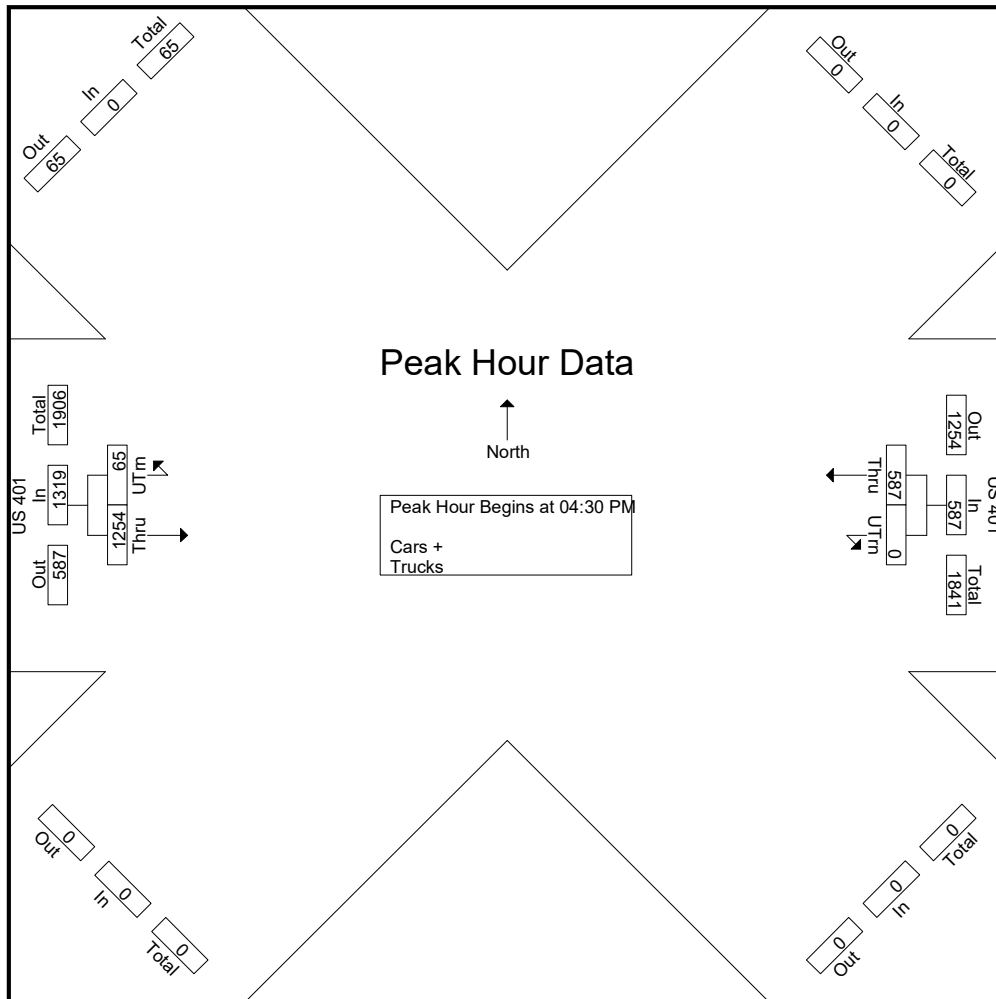 Total
65
In
0
Out
65
Out
0
In
0
Total
0
Peak Hour Data
North
Peak Hour Begins at 04:30 PM
Cars +
Trucks
US 401
Total
1906
In
1319
Out
587
65
UTrn
1254
Thru
Thru
587
UTrn
0
Out
1254
In
587
Total
1841
US 401
Out
0
In
0
Total
0
Total
0
In
0
Out
0